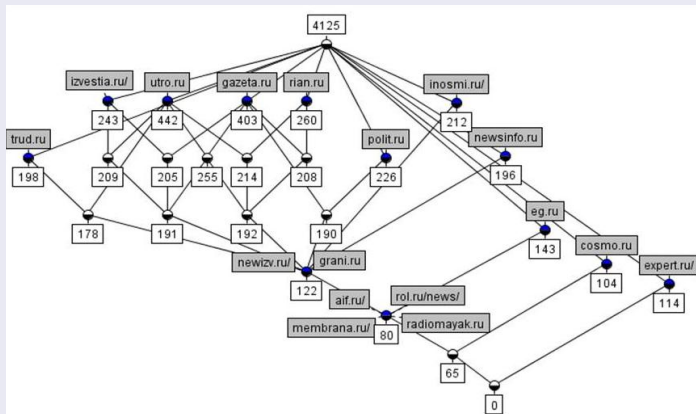 4125
izvestia.ru/
utro.ru
gazeta.ru
rian.ru
inosmi.ru/
243
442
403
260
212
trud.ru
polit.ru
newsinfo.ru
198
209
205
255
214
208
226
196
178
191
192
190
eg.ru
143
newizv.ru/
grani.ru
cosmo.ru
122
104
expert.ru/
114
aif.ru/
rol.ru/news/
membrana.ru/
80
radiomayak.ru
65
0